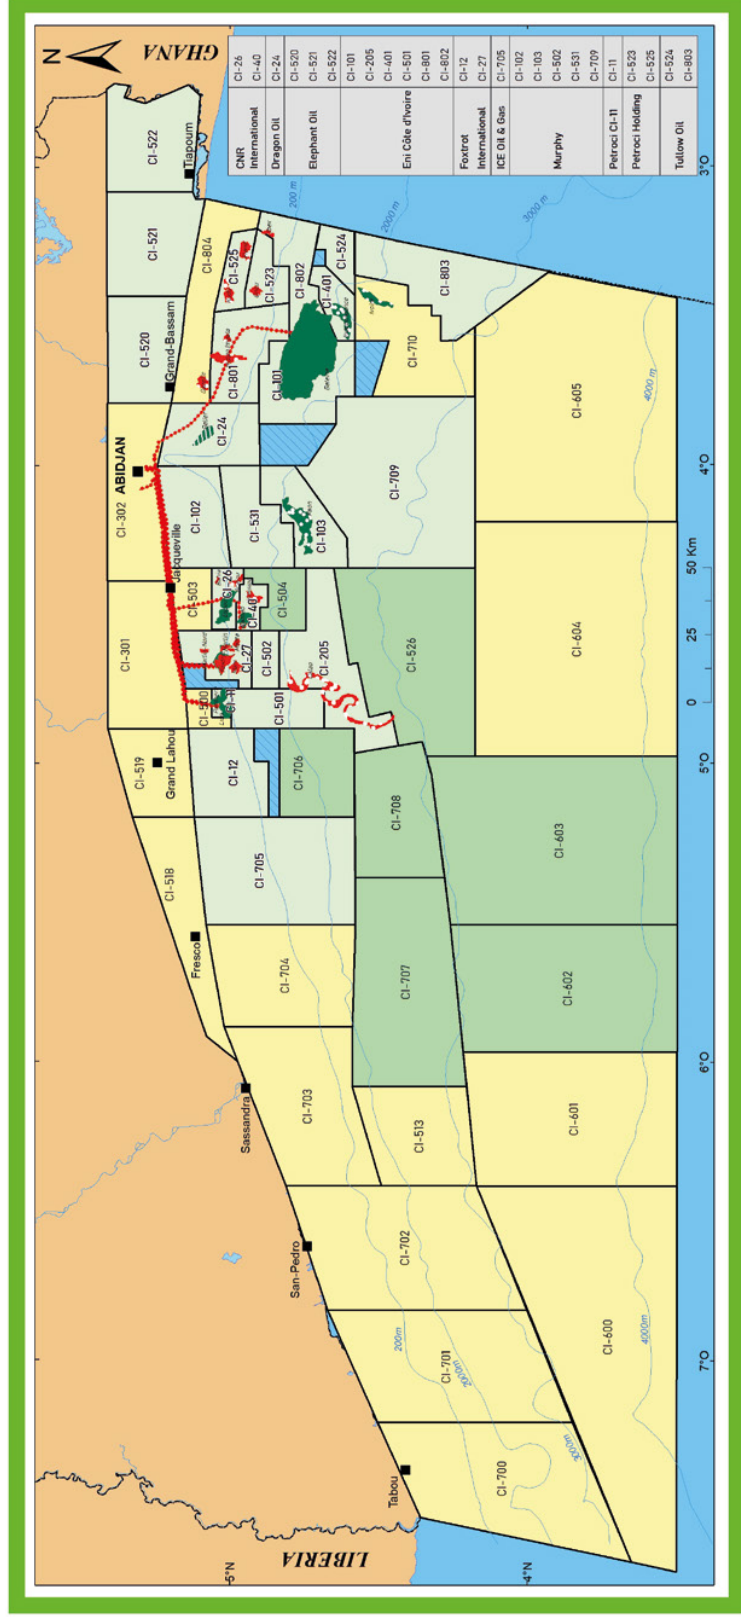 N
GHANA
LIBERIA
CNR International
CI-26
CI-40
Dragon Oil
CI-24
Elephant Oil
CI-520
CI-521
CI-522
Eni Côte d'Ivoire
CI-101
CI-205
CI-401
CI-501
CI-801
CI-802
Foxtrot International
CI-12
CI-27
ICE Oil & Gas
CI-705
Murphy
CI-102
CI-103
CI-502
CI-531
CI-709
Petroci CI-11
CI-11
Petroci Holding
CI-523
CI-525
Tullow Oil
CI-524
CI-803
Tiapoum
CI-522
CI-521
CI-520
Grand-Bassam
CI-804
CI-525
CI-523
CI-802
CI-524
CI-401
CI-803
CI-801
CI-101
CI-710
CI-24
CI-605
ABIDJAN
CI-302
CI-102
CI-531
CI-103
CI-709
Jacqueville
CI-301
CI-503
CI-26
CI-40
CI-504
CI-27
CI-502
CI-205
CI-526
CI-604
CI-500
CI-11
CI-501
CI-519
Grand Lahou
CI-12
CI-706
CI-708
CI-603
CI-518
Fresco
CI-705
CI-704
CI-707
CI-602
Sassandra
CI-703
CI-513
CI-601
San-Pedro
CI-702
CI-701
CI-600
Tabou
CI-700
200 m
2000 m
3000 m
4000 m
200m
2000m
3000m
4000m
0 25 50 Km
3°O
4°O
5°O
6°O
7°O
5°N
4°N